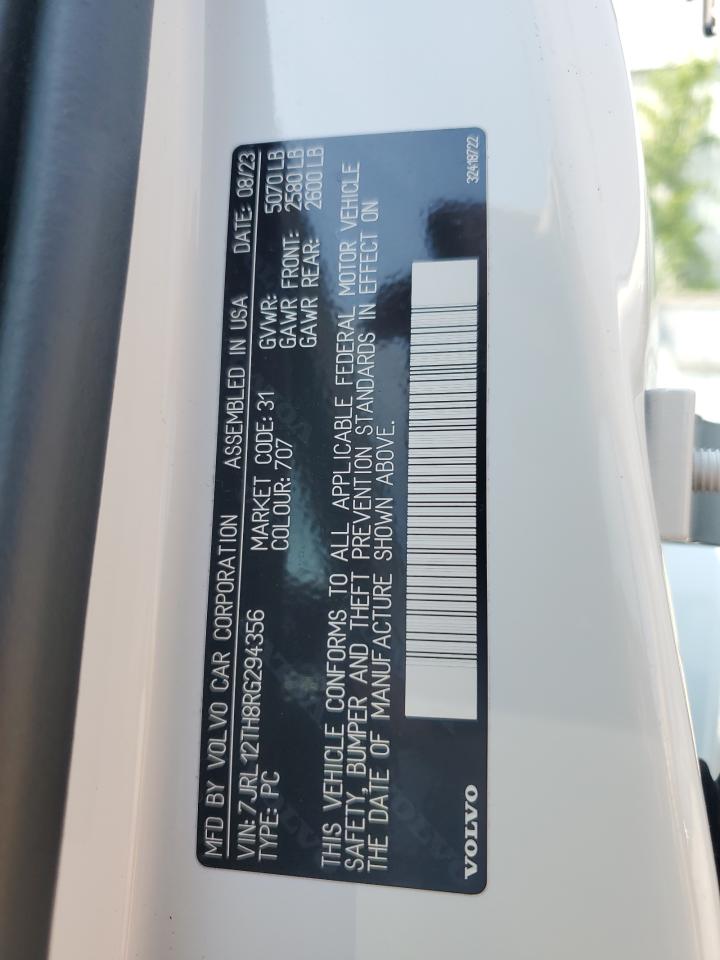 MFD BY VOLVO CAR CORPORATION ASSEMBLED IN USA DATE: 08/23
VIN: 7JRL12TH8RG294356 MARKET CODE: 31 GVWR: 5070 LB
TYPE: PC COLOUR: 707 GAWR FRONT: 2580 LB
GAWR REAR: 2600 LB
THIS VEHICLE CONFORMS TO ALL APPLICABLE FEDERAL MOTOR VEHICLE
SAFETY, BUMPER AND THEFT PREVENTION STANDARDS IN EFFECT ON
THE DATE OF MANUFACTURE SHOWN ABOVE.
VOLVO 32418722